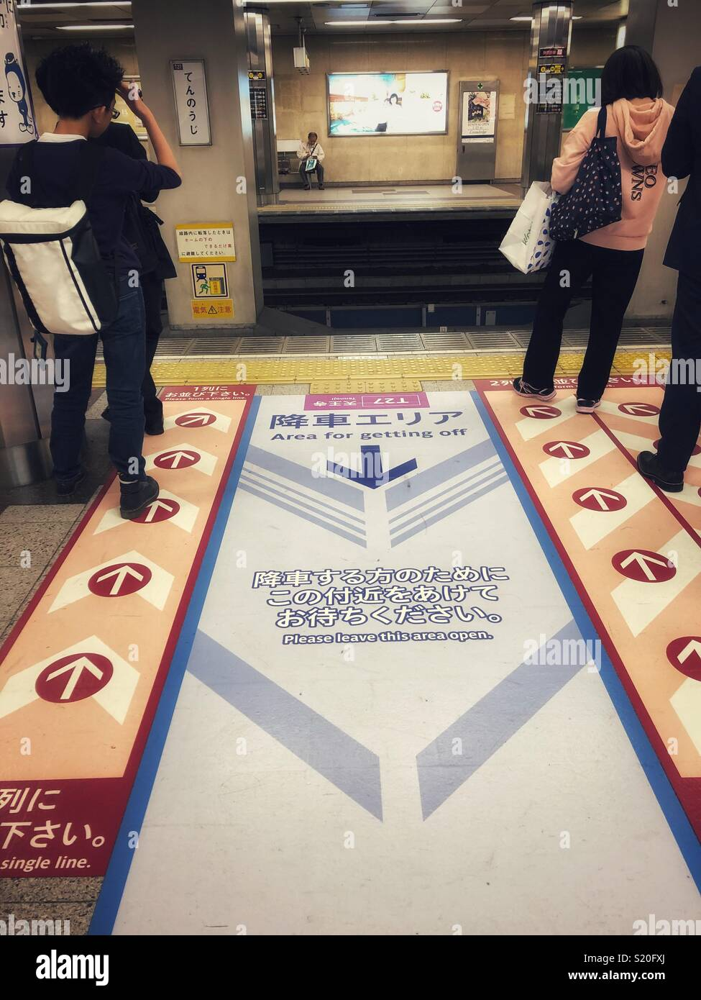 てんのうじ
T27
線路内に転落したときは
ホームの下の
できるだけ奥
に避難してください。
電気
注意
1列に
お並び下さい。
Please form a single line.
T27
天王寺
Tennoji
降車エリア
Area for getting off
降車する方のために
この付近をあけて
お待ちください。
Please leave this area open.
列に
下さい。
single line.
2列
alamy
Image ID: S20FXJ
www.alamy.com